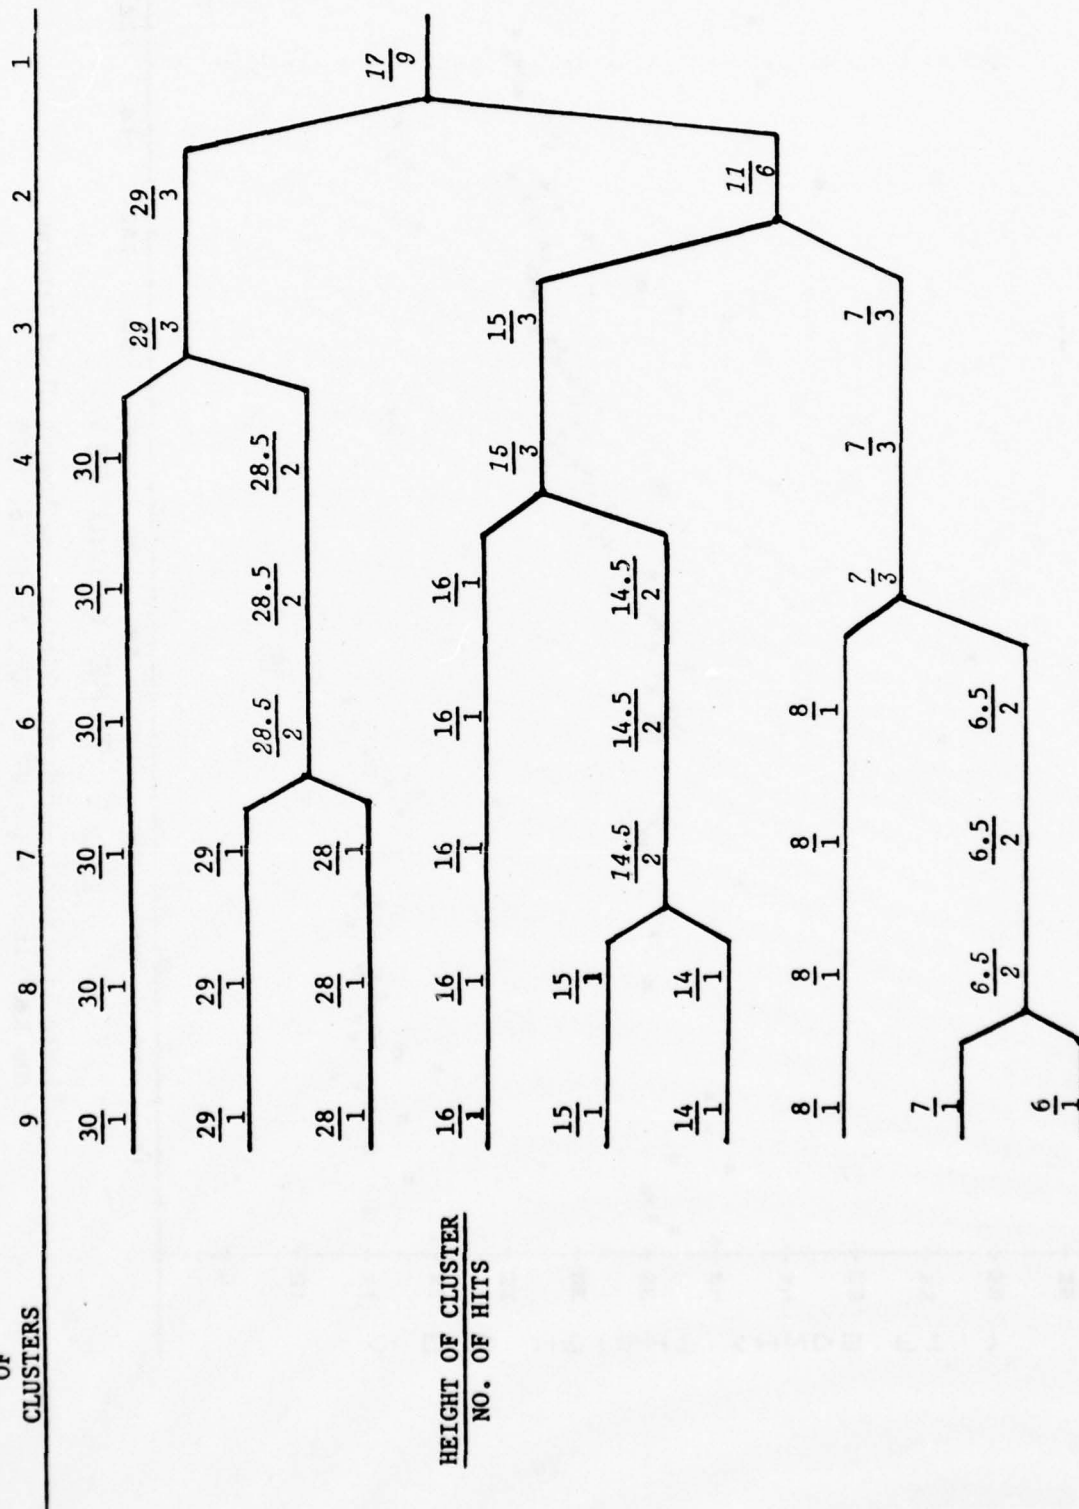 OF
CLUSTERS 9 8 7 6 5 4 3 2 1
30 30 30 30 30 30
1 1 1 1 1 1
29 29
3 3
29 29 29
1 1 1
28.5 28.5 28.5
2 2 2
28 28 28
1 1 1
17
9
HEIGHT OF CLUSTER
NO. OF HITS
16 16 16 16 16
1 1 1 1 1
15 15
3 3
15 15
1 1
14.5 14.5 14.5
2 2 2
14 14
1 1
11
6
8 8 8 8
1 1 1 1
7 7 7
3 3 3
7
1
6.5 6.5 6.5
2 2 2
6
1